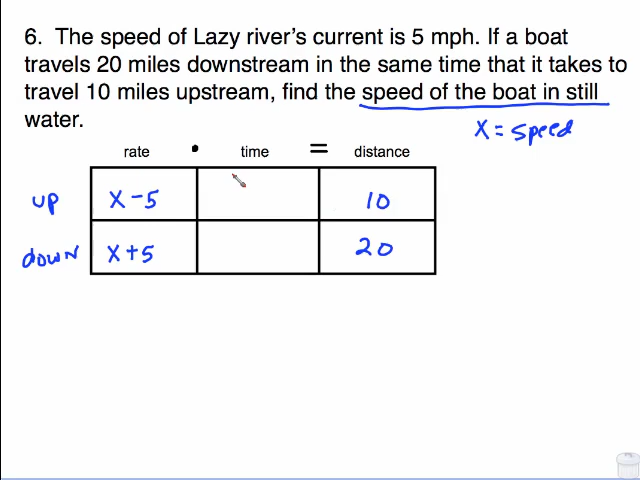 6. The speed of Lazy river's current is 5 mph. If a boat
travels 20 miles downstream in the same time that it takes to
travel 10 miles upstream, find the speed of the boat in still
water.
x = speed
rate • time = distance
up x - 5 10
down x + 5 20